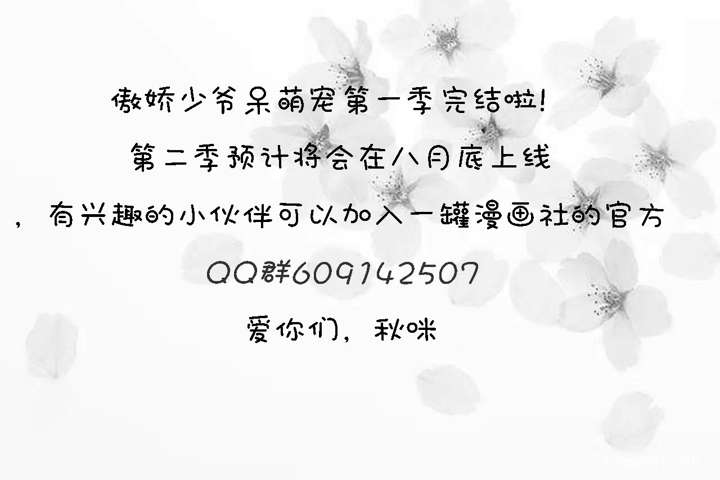 傲娇少爷呆萌宠第一季完结啦!
第二季预计将会在八月底上线
，有兴趣的小伙伴可以加入一罐漫画社的官方
QQ群609142507
爱你们，秋咪